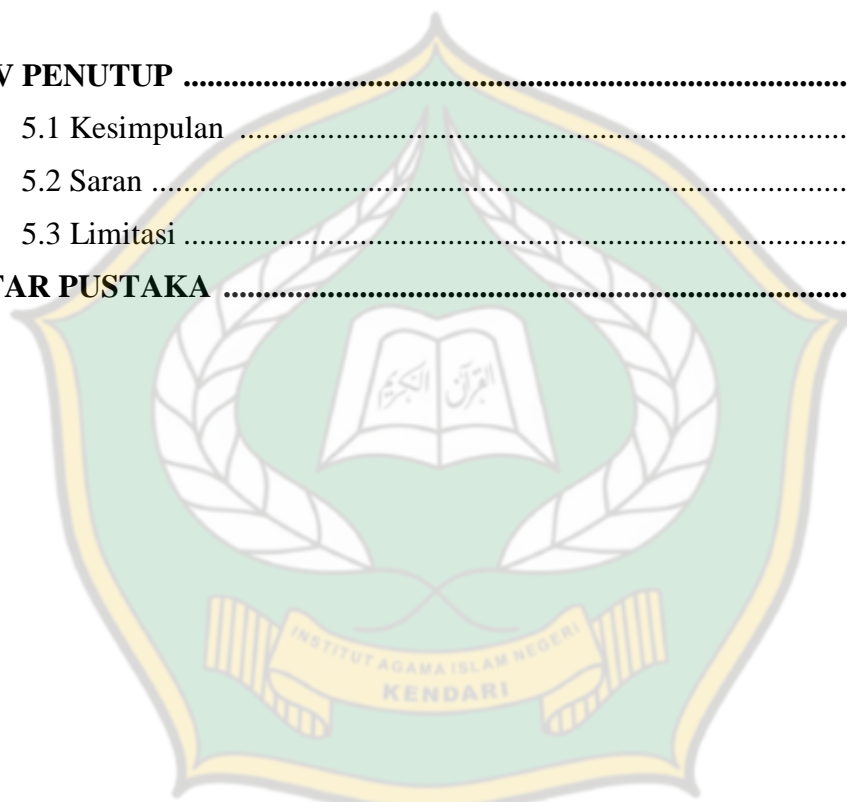 V PENUTUP ....................................................................................
5.1 Kesimpulan .............................................................................
5.2 Saran ........................................................................................
5.3 Limitasi ....................................................................................
TAR PUSTAKA ...............................................................................
القرآن الكريم
INSTITUT AGAMA ISLAM NEGERI
KENDARI